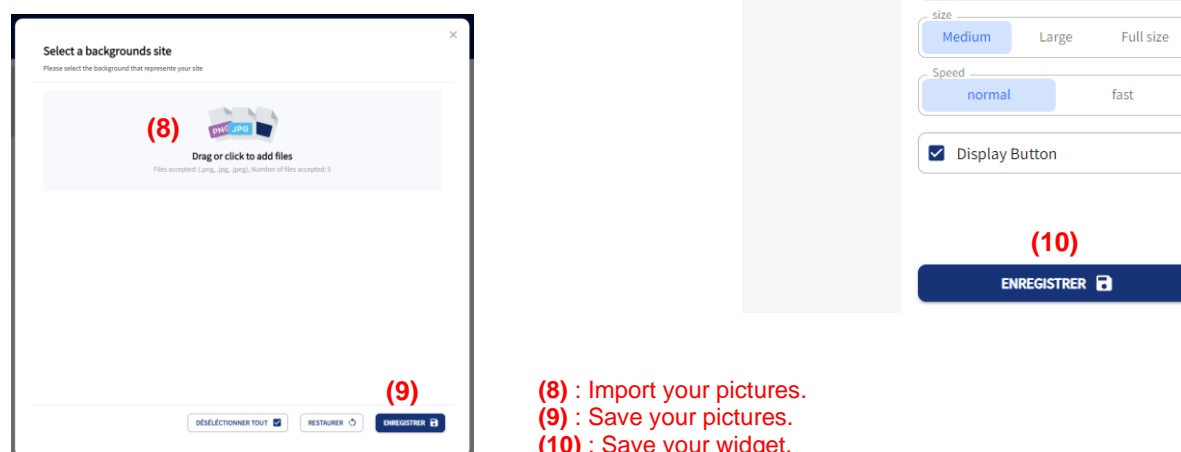 Select a backgrounds site
Please select the background that represente your site
(8)
PNG JPG
Drag or click to add files
Files accepted: (.png, .jpg, .jpeg), Number of files accepted: 5
(9)
DÉSÉLÉCTIONNER TOUT
RESTAURER
ENREGISTRER
size
Medium Large Full size
Speed
normal fast
Display Button
(10)
ENREGISTRER
(8) : Import your pictures.
(9) : Save your pictures.
(10) : Save your widget.